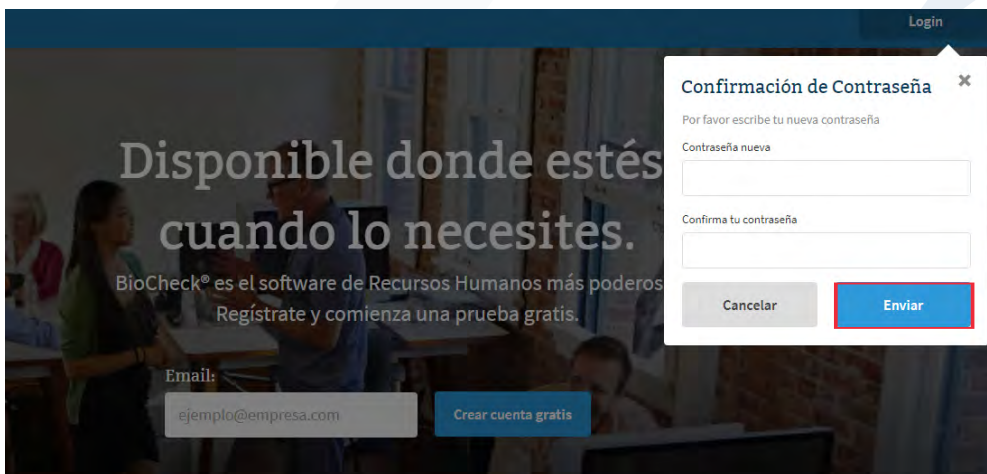 Login
Confirmación de Contraseña
Por favor escribe tu nueva contraseña
Contraseña nueva
Confirma tu contraseña
Cancelar
Enviar
Disponible donde estés
cuando lo necesites.
BioCheck® es el software de Recursos Humanos más poderos
Regístrate y comienza una prueba gratis.
Email:
ejemplo@empresa.com
Crear cuenta gratis